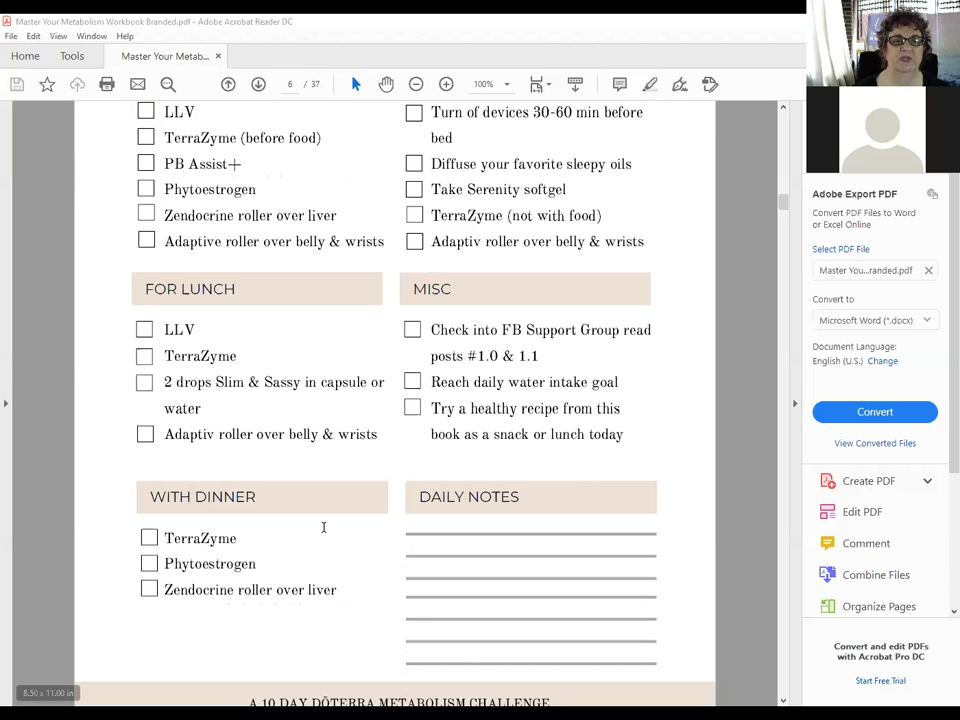 Master Your Metabolism Workbook Branded.pdf - Adobe Acrobat Reader DC
File Edit View Window Help
Home Tools Master Your Metab... ×
6 / 37 100%
LLV
TerraZyme (before food)
PB Assist+
Phytoestrogen
Zendocrine roller over liver
Adaptive roller over belly & wrists
Turn of devices 30-60 min before
bed
Diffuse your favorite sleepy oils
Take Serenity softgel
TerraZyme (not with food)
Adaptiv roller over belly & wrists
FOR LUNCH
LLV
TerraZyme
2 drops Slim & Sassy in capsule or
water
Adaptiv roller over belly & wrists
MISC
Check into FB Support Group read
posts #1.0 & 1.1
Reach daily water intake goal
Try a healthy recipe from this
book as a snack or lunch today
WITH DINNER
TerraZyme
Phytoestrogen
Zendocrine roller over liver
DAILY NOTES
8.50 x 11.00 in
A 10 DAY DŌTERRA METABOLISM CHALLENGE
Adobe Export PDF
Convert PDF Files to Word
or Excel Online
Select PDF File
Master You...randed.pdf ×
Convert to
Microsoft Word (*.docx)
Document Language:
English (U.S.) Change
Convert
View Converted Files
Create PDF
Edit PDF
Comment
Combine Files
Organize Pages
Convert and edit PDFs
with Acrobat Pro DC
Start Free Trial